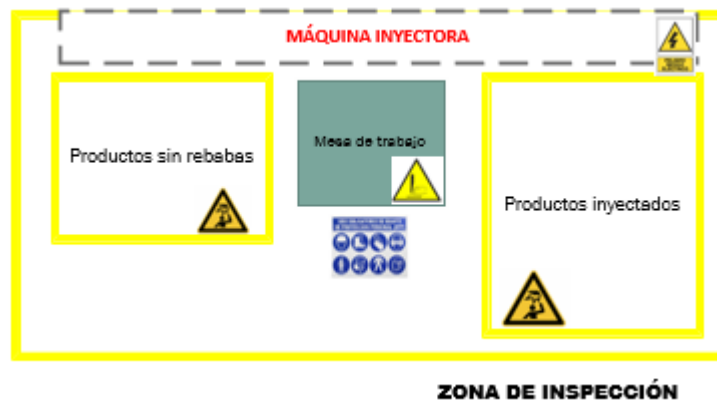 MÁQUINA INYECTORA
Productos sin rebabas
Mesa de trabajo
Productos inyectados
ZONA DE INSPECCIÓN